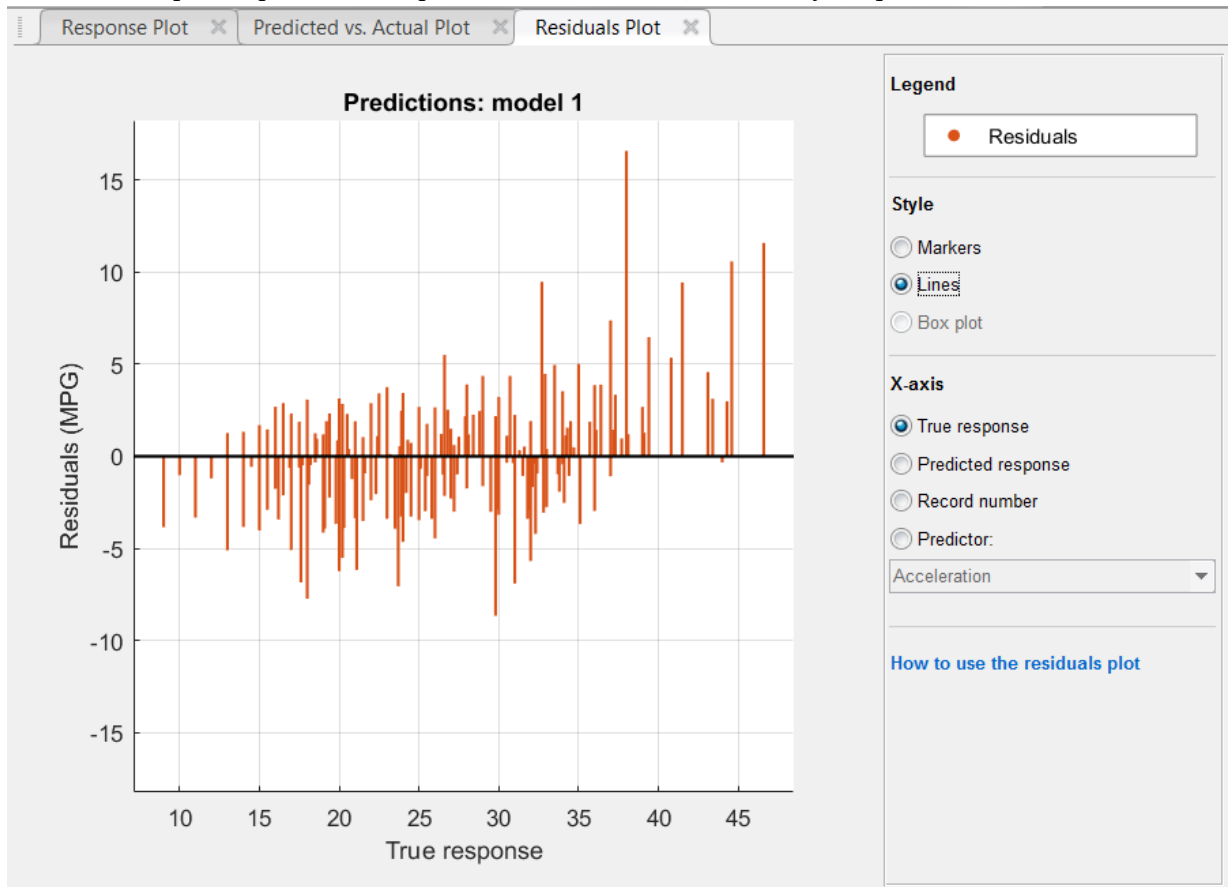 Response Plot
Predicted vs. Actual Plot
Residuals Plot
Predictions: model 1
Residuals (MPG)
15
10
5
0
-5
-10
-15
10 15 20 25 30 35 40 45
True response
Legend
Residuals
Style
Markers
Lines
Box plot
X-axis
True response
Predicted response
Record number
Predictor:
Acceleration
How to use the residuals plot